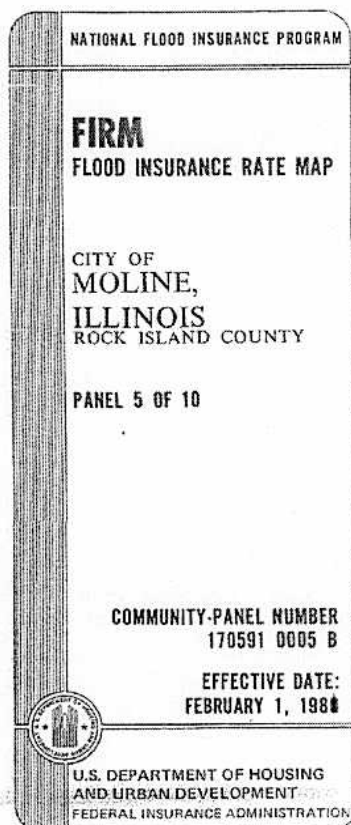 NATIONAL FLOOD INSURANCE PROGRAM
FIRM
FLOOD INSURANCE RATE MAP
CITY OF
MOLINE,
ILLINOIS
ROCK ISLAND COUNTY
PANEL 5 OF 10
COMMUNITY-PANEL NUMBER
170591 0005 B
EFFECTIVE DATE:
FEBRUARY 1,
U.S. DEPARTMENT OF HOUSING
AND URBAN DEVELOPMENT
FEDERAL INSURANCE ADMINISTRATION